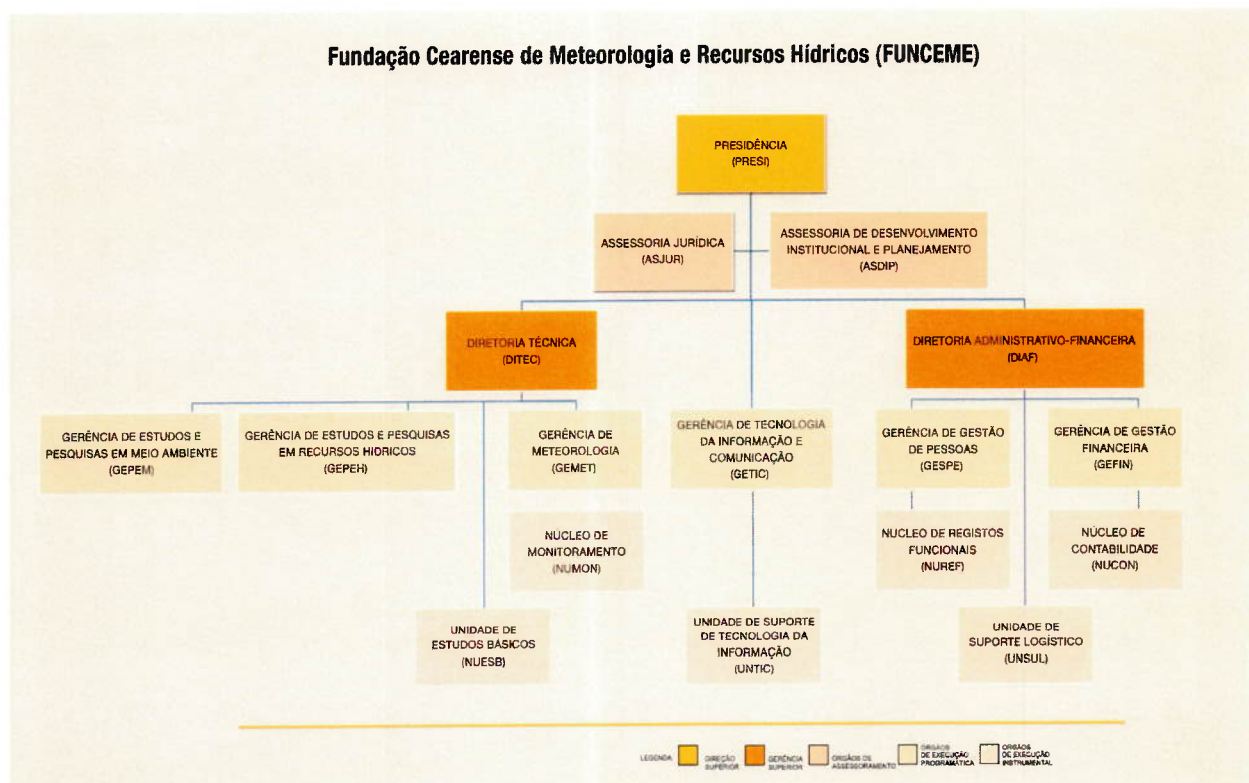 Fundação Cearense de Meteorologia e Recursos Hídricos (FUNCEME)
PRESIDÊNCIA
(PRESI)
ASSESSORIA JURÍDICA
(ASJUR)
ASSESSORIA DE DESENVOLVIMENTO
INSTITUCIONAL E PLANEJAMENTO
(ASDIP)
DIRETORIA TÉCNICA
(DITEC)
DIRETORIA ADMINISTRATIVO-FINANCEIRA
(DIAF)
GERÊNCIA DE ESTUDOS E
PESQUISAS EM MEIO AMBIENTE
(GEPEM)
GERÊNCIA DE ESTUDOS E PESQUISAS
EM RECURSOS HÍDRICOS
(GEPEH)
GERÊNCIA DE
METEOROLOGIA
(GEMET)
GERÊNCIA DE TECNOLOGIA
DA INFORMAÇÃO E
COMUNICAÇÃO
(GETIC)
GERÊNCIA DE GESTÃO
DE PESSOAS
(GESPE)
GERÊNCIA DE GESTÃO
FINANCEIRA
(GEFIN)
NÚCLEO DE
MONITORAMENTO
(NUMON)
NUCLEO DE REGISTOS
FUNCIONAIS
(NUREF)
NÚCLEO DE
CONTABILIDADE
(NUCON)
UNIDADE DE
ESTUDOS BÁSICOS
(NUESB)
UNIDADE DE SUPORTE
DE TECNOLOGIA DA
INFORMAÇÃO
(UNTIC)
UNIDADE DE
SUPORTE LOGÍSTICO
(UNSUL)
LEGENDA
DIREÇÃO
SUPERIOR
GERÊNCIA
SUPERIOR
ORGÃOS DE
ASSESSORAMENTO
ORGÃOS
DE EXECUÇÃO
PROGRAMÁTICA
ORGÃOS
DE EXECUÇÃO
INSTRUMENTAL